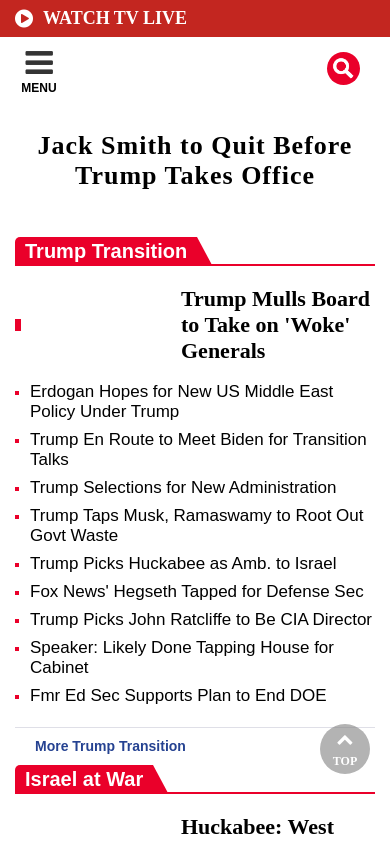 WATCH TV LIVE
MENU
Jack Smith to Quit Before
Trump Takes Office
Trump Transition
Trump Mulls Board
to Take on 'Woke'
Generals
Erdogan Hopes for New US Middle East
Policy Under Trump
Trump En Route to Meet Biden for Transition
Talks
Trump Selections for New Administration
Trump Taps Musk, Ramaswamy to Root Out
Govt Waste
Trump Picks Huckabee as Amb. to Israel
Fox News' Hegseth Tapped for Defense Sec
Trump Picks John Ratcliffe to Be CIA Director
Speaker: Likely Done Tapping House for
Cabinet
Fmr Ed Sec Supports Plan to End DOE
More Trump Transition
TOP
Israel at War
Huckabee: West